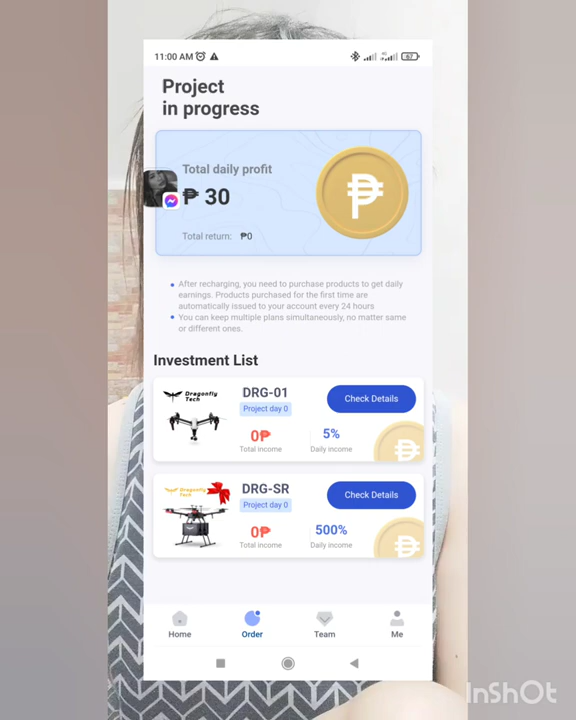 11:00 AM
4G
67
Project
in progress
Total daily profit
₱ 30
Total return: ₱0
After recharging, you need to purchase products to get daily
earnings. Products purchased for the first time are
automatically issued to your account every 24 hours
You can keep multiple plans simultaneously, no matter same
or different ones.
Investment List
Dragonfly
Tech
DRG-01
Project day 0
Check Details
0₱
5%
Total income
Daily income
Dragonfly
Tech
DRG-SR
Project day 0
Check Details
0₱
500%
Total income
Daily income
Home
Order
Team
Me
InShOt